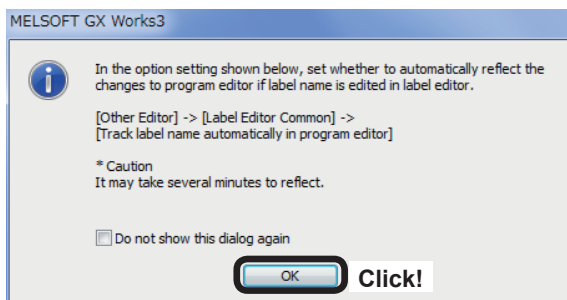 MELSOFT GX Works3
In the option setting shown below, set whether to automatically reflect the
changes to program editor if label name is edited in label editor.
[Other Editor] -> [Label Editor Common] ->
[Track label name automatically in program editor]
* Caution
It may take several minutes to reflect.
Do not show this dialog again
OK
Click!